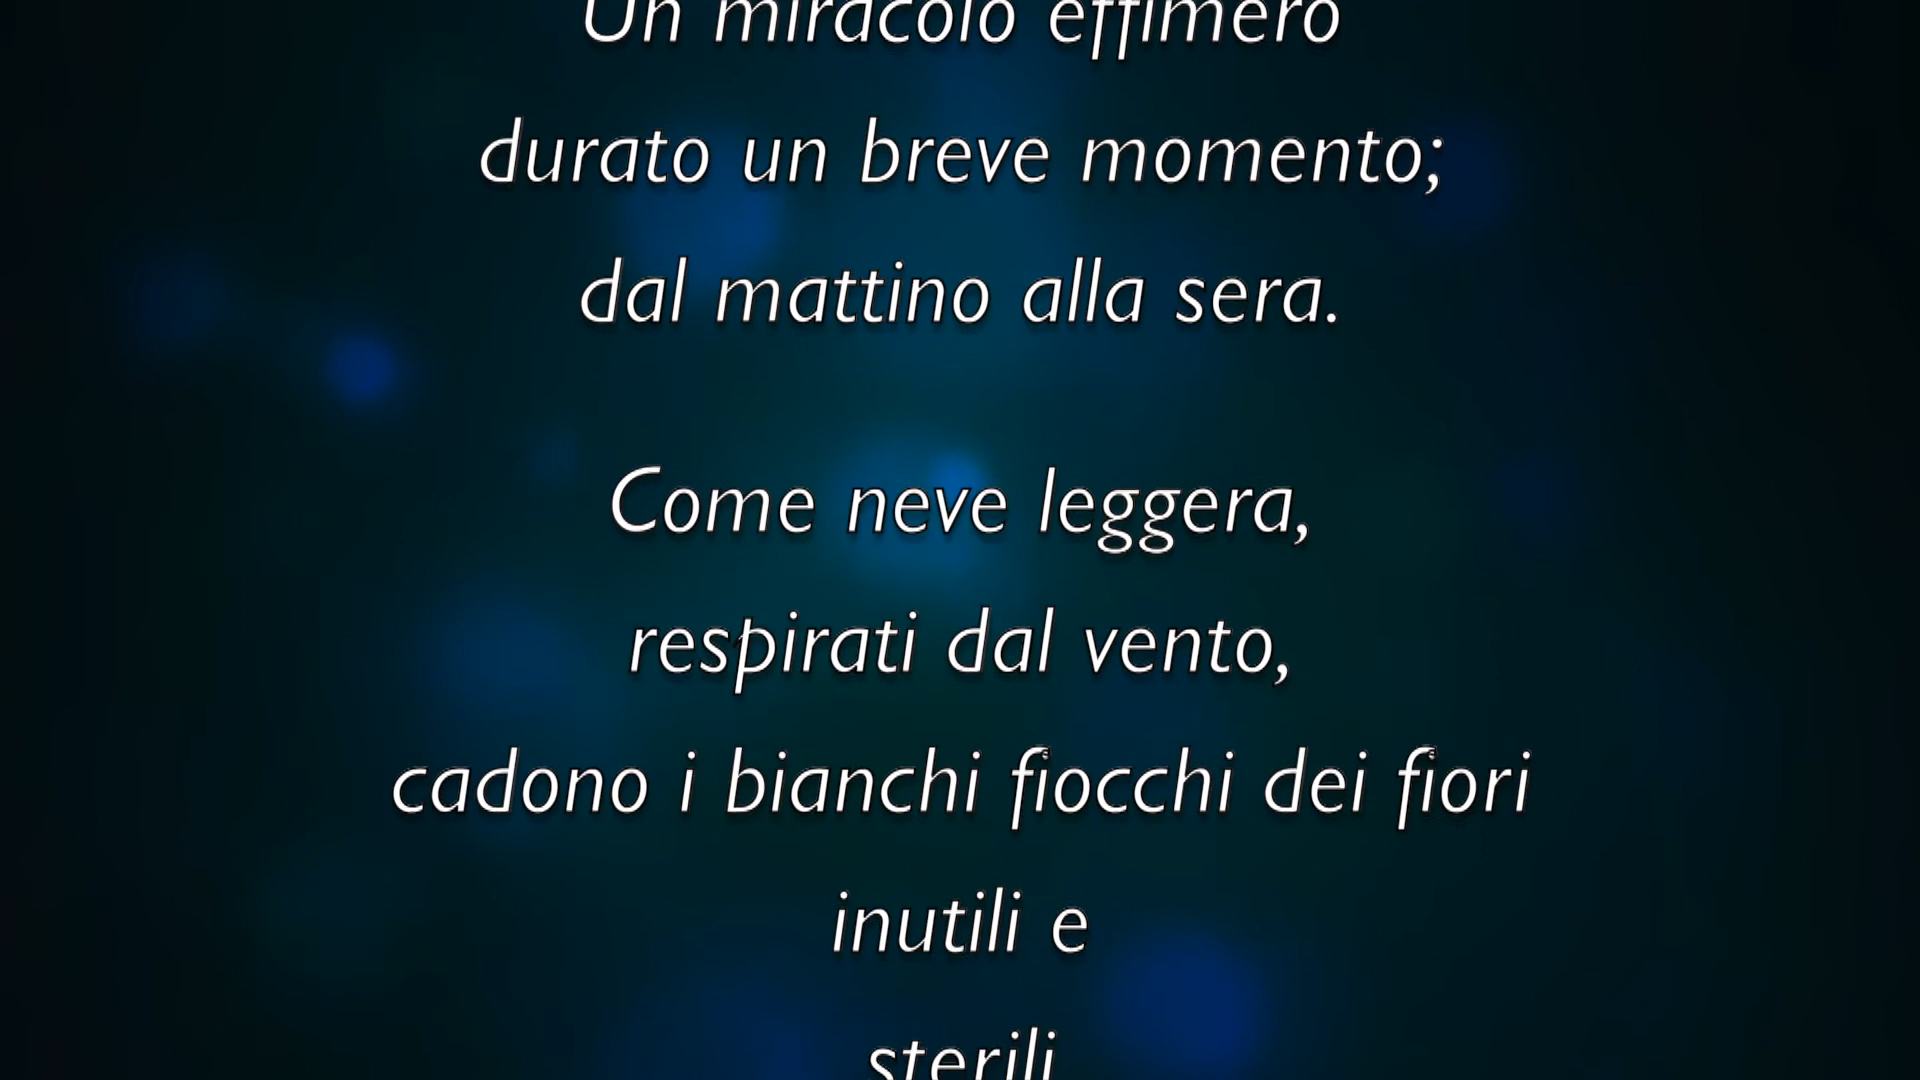 Un miracolo effimero
durato un breve momento;
dal mattino alla sera.
Come neve leggera,
respirati dal vento,
cadono i bianchi fiocchi dei fiori
inutili e
sterili